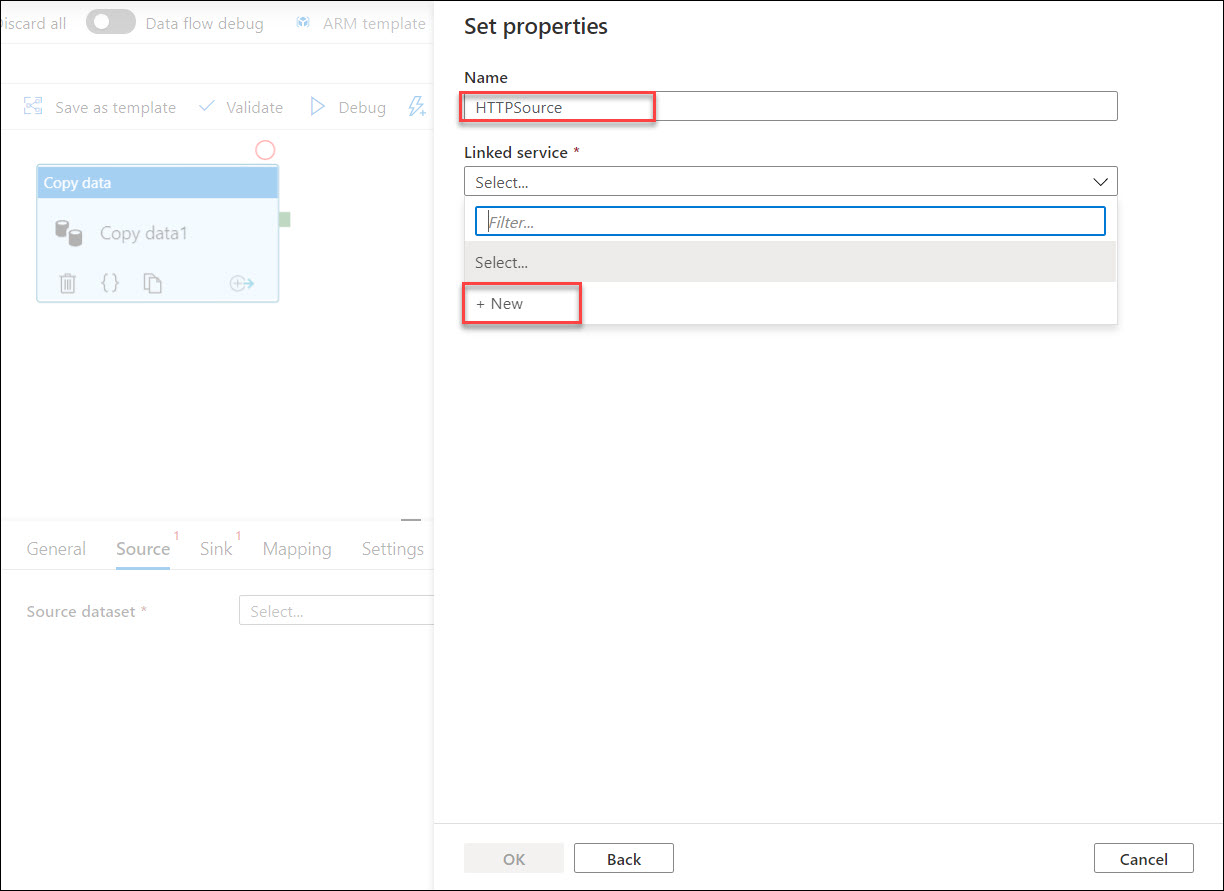 iscard all
Data flow debug
ARM template
Save as template
Validate
Debug
Copy data
Copy data1
General
Source 1
Sink 1
Mapping
Settings
Source dataset *
Select...
Set properties
Name
HTTPSource
Linked service *
Select...
Filter...
Select...
+ New
OK
Back
Cancel